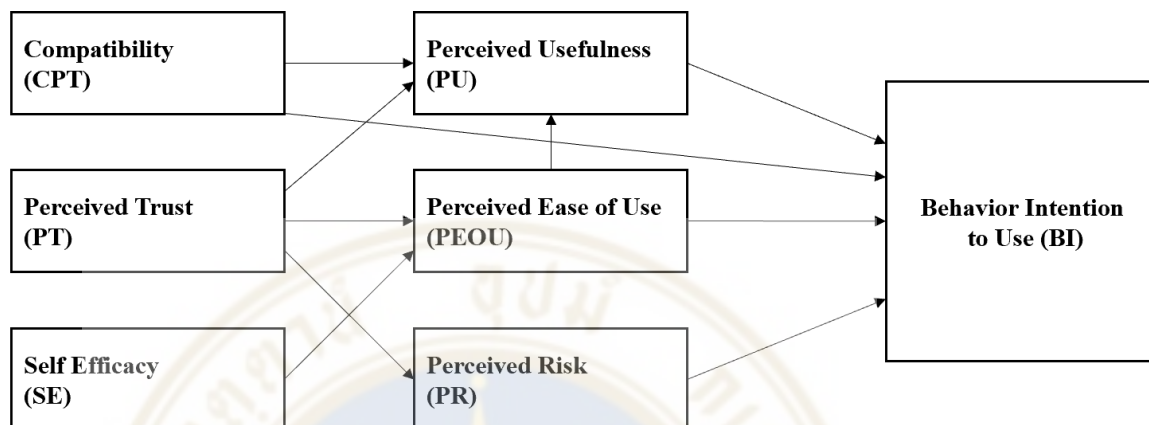 Compatibility
(CPT)
Perceived Usefulness
(PU)
Perceived Trust
(PT)
Perceived Ease of Use
(PEOU)
Behavior Intention
to Use (BI)
Self Efficacy
(SE)
Perceived Risk
(PR)